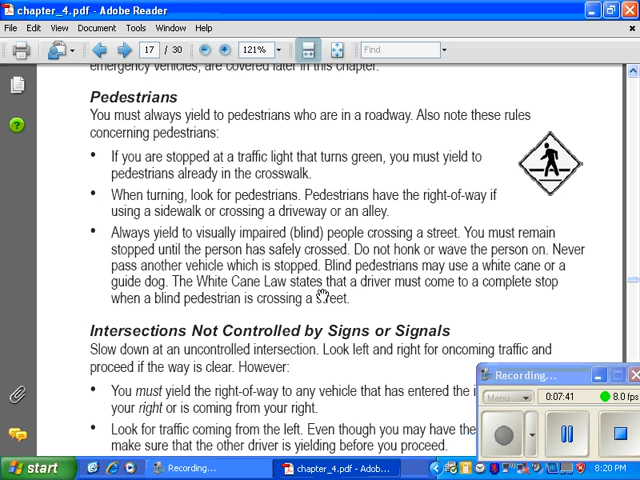 chapter_4.pdf - Adobe Reader
File Edit View Document Tools Window Help
17 / 30 121% Find
emergency vehicles, are covered later in this chapter.
Pedestrians
You must always yield to pedestrians who are in a roadway. Also note these rules
concerning pedestrians:
• If you are stopped at a traffic light that turns green, you must yield to
pedestrians already in the crosswalk.
• When turning, look for pedestrians. Pedestrians have the right-of-way if
using a sidewalk or crossing a driveway or an alley.
• Always yield to visually impaired (blind) people crossing a street. You must remain
stopped until the person has safely crossed. Do not honk or wave the person on. Never
pass another vehicle which is stopped. Blind pedestrians may use a white cane or a
guide dog. The White Cane Law states that a driver must come to a complete stop
when a blind pedestrian is crossing a street.
Intersections Not Controlled by Signs or Signals
Slow down at an uncontrolled intersection. Look left and right for oncoming traffic and
proceed if the way is clear. However:
• You must yield the right-of-way to any vehicle that has entered the i
your right or is coming from your right.
• Look for traffic coming from the left. Even though you may have the
make sure that the other driver is yielding before you proceed.
Recording...
Menu 0:07:41 8.0 fps
start Recording... chapter_4.pdf - Adob... 8:20 PM